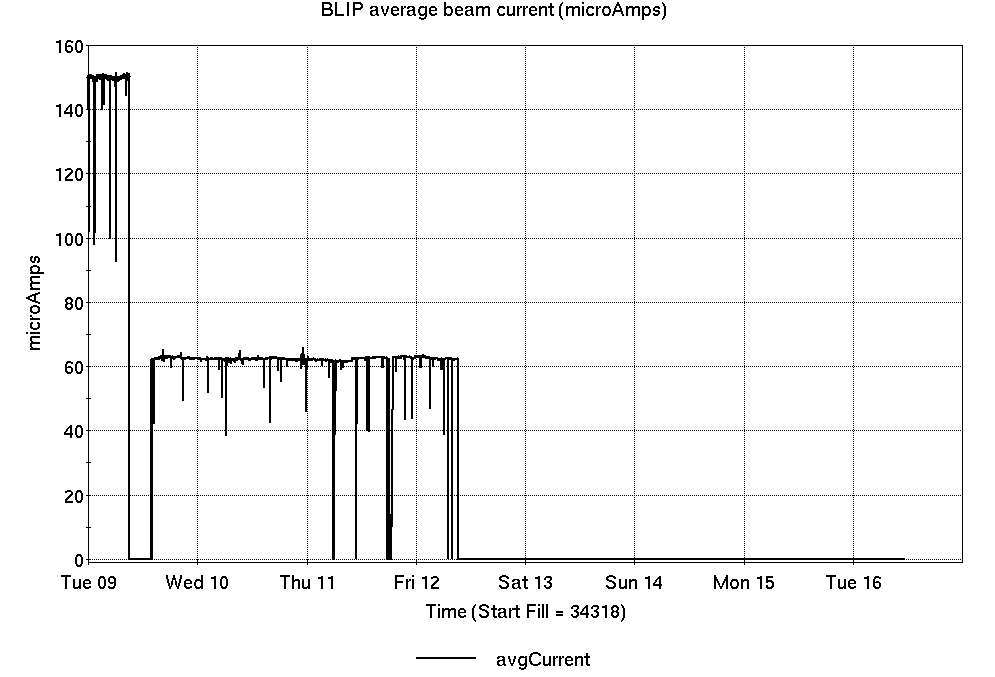 BLIP average beam current (microAmps)
160
140
120
100
80
60
40
20
0
microAmps
Tue 09 Wed 10 Thu 11 Fri 12 Sat 13 Sun 14 Mon 15 Tue 16
Time (Start Fill = 34318)
avgCurrent